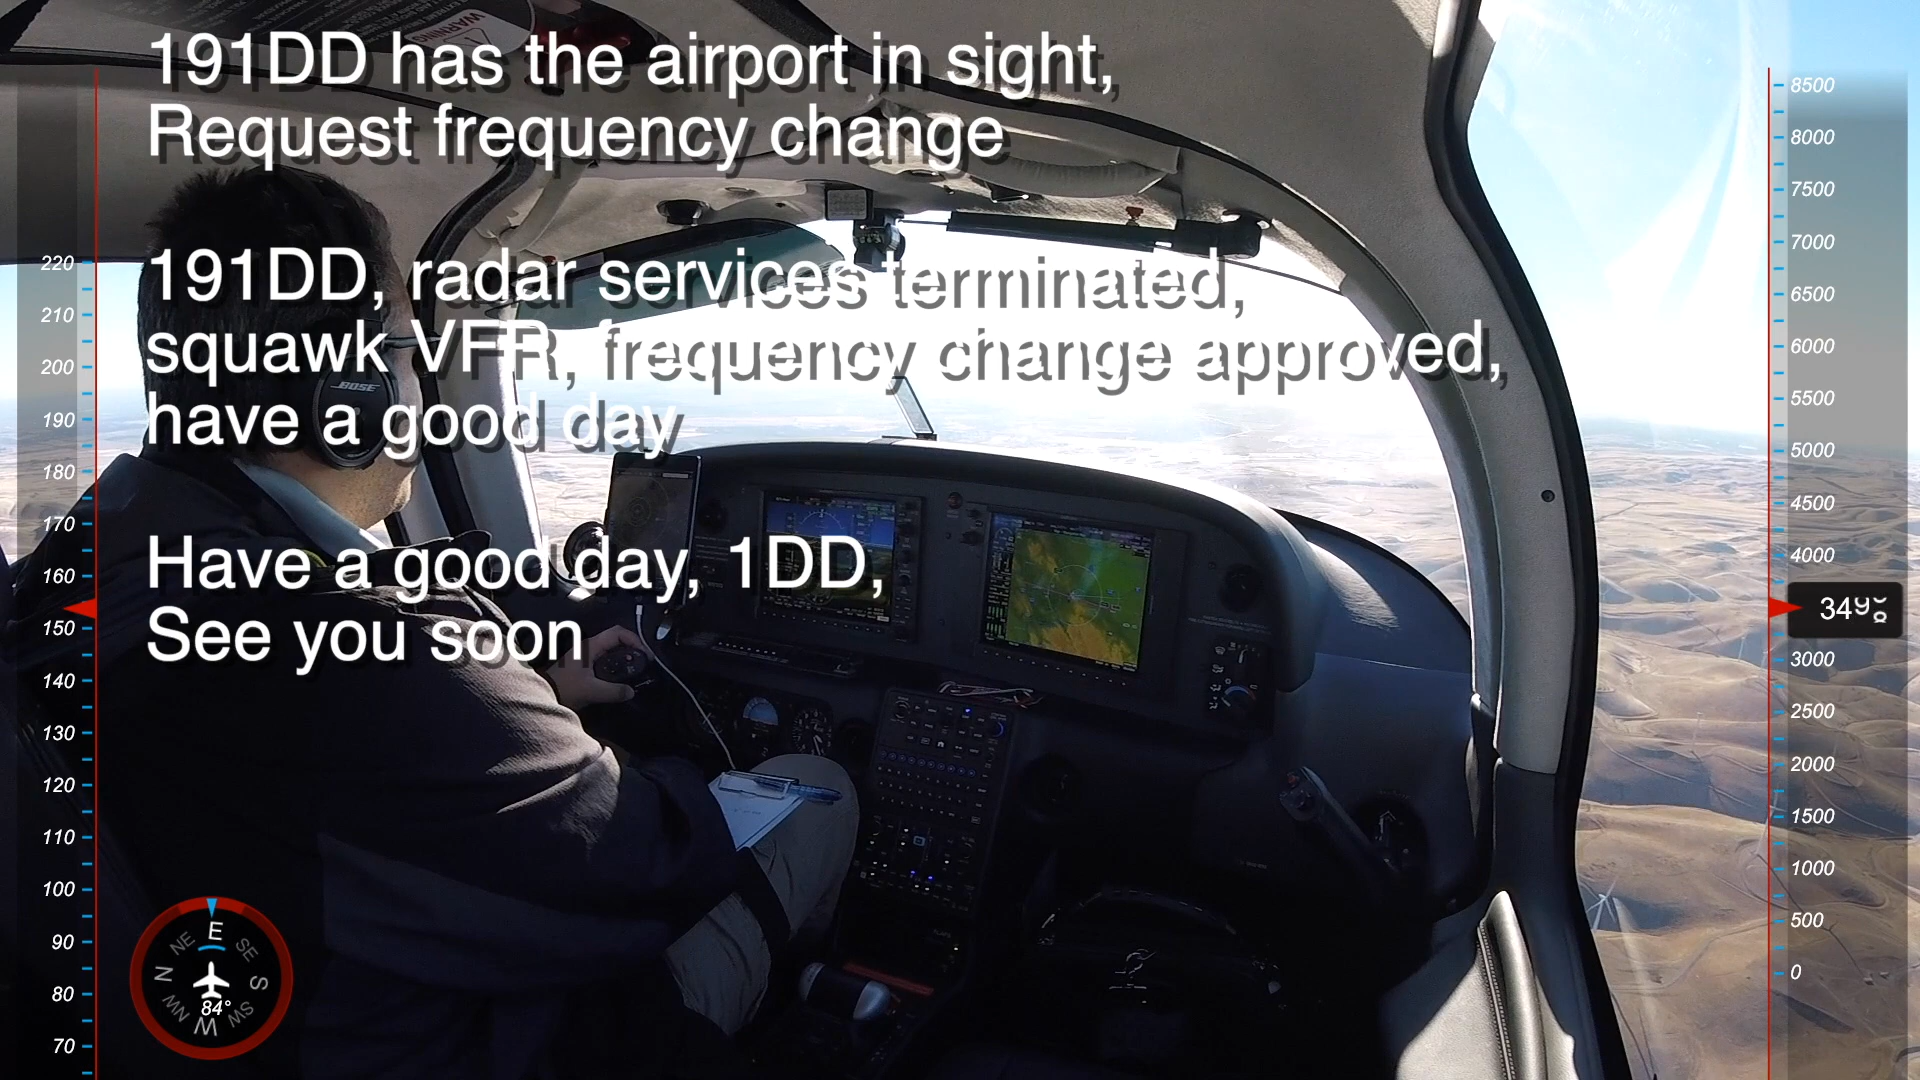 WARNING
191DD has the airport in sight,
Request frequency change
191DD, radar services terminated,
squawk VFR, frequency change approved,
have a good day
Have a good day, 1DD,
See you soon
BOSE
220
210
200
190
180
170
160
150
140
130
120
110
100
90
80
70
8500
8000
7500
7000
6500
6000
5500
5000
4500
4000
3000
2500
2000
1500
1000
500
0
E
SE
S
SW
W
NW
N
NE
84°